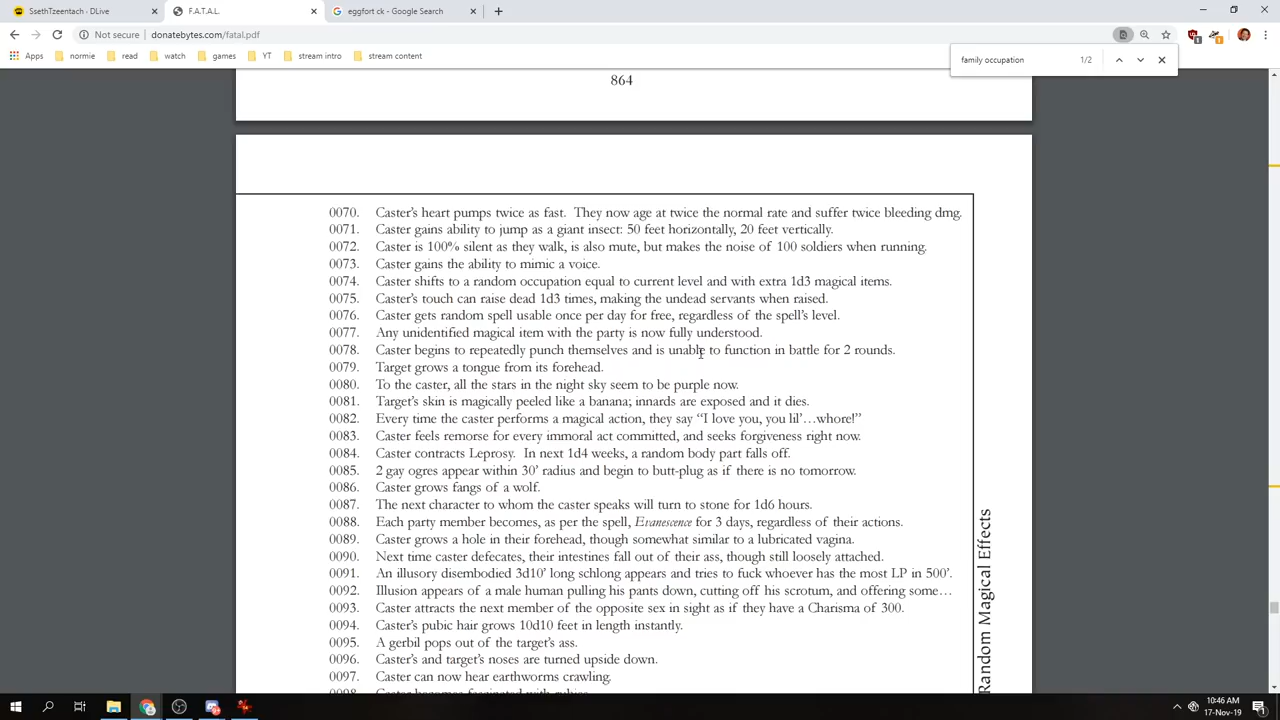 SsethTzeentach - DLive
F.A.T.A.L.
eggfort ck - Google Search
Not secure | donatebytes.com/fatal.pdf
Apps normie read watch games YT stream intro stream content
family occupation 1/2
864
0070. Caster's heart pumps twice as fast. They now age at twice the normal rate and suffer twice bleeding dmg.
0071. Caster gains ability to jump as a giant insect: 50 feet horizontally, 20 feet vertically.
0072. Caster is 100% silent as they walk, is also mute, but makes the noise of 100 soldiers when running.
0073. Caster gains the ability to mimic a voice.
0074. Caster shifts to a random occupation equal to current level and with extra 1d3 magical items.
0075. Caster's touch can raise dead 1d3 times, making the undead servants when raised.
0076. Caster gets random spell usable once per day for free, regardless of the spell's level.
0077. Any unidentified magical item with the party is now fully understood.
0078. Caster begins to repeatedly punch themselves and is unable to function in battle for 2 rounds.
0079. Target grows a tongue from its forehead.
0080. To the caster, all the stars in the night sky seem to be purple now.
0081. Target's skin is magically peeled like a banana; innards are exposed and it dies.
0082. Every time the caster performs a magical action, they say “I love you, you lil'…whore!”
0083. Caster feels remorse for every immoral act committed, and seeks forgiveness right now.
0084. Caster contracts Leprosy. In next 1d4 weeks, a random body part falls off.
0085. 2 gay ogres appear within 30' radius and begin to butt-plug as if there is no tomorrow.
0086. Caster grows fangs of a wolf.
0087. The next character to whom the caster speaks will turn to stone for 1d6 hours.
0088. Each party member becomes, as per the spell, Evanescence for 3 days, regardless of their actions.
0089. Caster grows a hole in their forehead, though somewhat similar to a lubricated vagina.
0090. Next time caster defecates, their intestines fall out of their ass, though still loosely attached.
0091. An illusory disembodied 3d10' long schlong appears and tries to fuck whoever has the most LP in 500'.
0092. Illusion appears of a male human pulling his pants down, cutting off his scrotum, and offering some…
0093. Caster attracts the next member of the opposite sex in sight as if they have a Charisma of 300.
0094. Caster's pubic hair grows 10d10 feet in length instantly.
0095. A gerbil pops out of the target's ass.
0096. Caster's and target's noses are turned upside down.
0097. Caster can now hear earthworms crawling.
0098. Caster becomes fascinated with rubies.
Random Magical Effects
10:46 AM
17-Nov-19